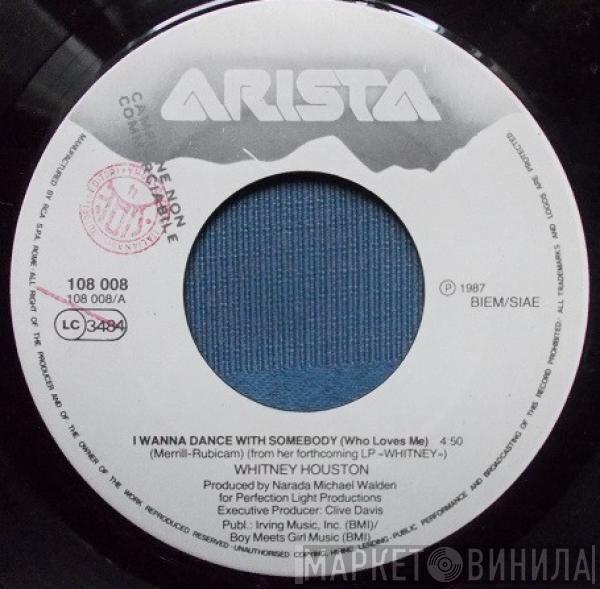 ARISTA
CAMPIONE NON
COMMERCIABILE
108 008
108 008/A
LC 3484
℗ 1987
BIEM/SIAE
I WANNA DANCE WITH SOMEBODY (Who Loves Me) 4:50
(Merrill-Rubicam) (from her forthcoming LP «WHITNEY»)
WHITNEY HOUSTON
Produced by Narada Michael Walden
for Perfection Light Productions
Executive Producer: Clive Davis
Publ.: Irving Music, Inc. (BMI)/
Boy Meets Girl Music (BMI)
MANUFACTURED BY RCA S.P.A. ROME · ALL RIGHT OF THE PRODUCER AND OF THE OWNER OF THE WORK REPRODUCED RESERVED · UNAUTHORISED COPYING, HIRING LENDING · PUBLIC PERFORMANCE AND BROADCASTING OF THIS RECORD PROHIBITED · ALL TRADEMARKS AND LOGOS ARE PROTECTED
МАРКЕТ ВИНИЛА